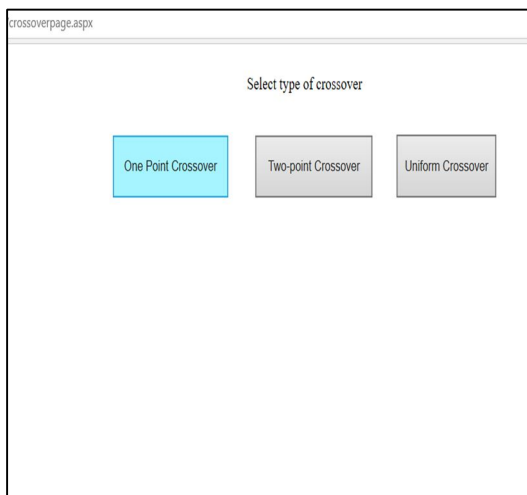 /crossoverpage.aspx
Select type of crossover
One Point Crossover Two-point Crossover Uniform Crossover